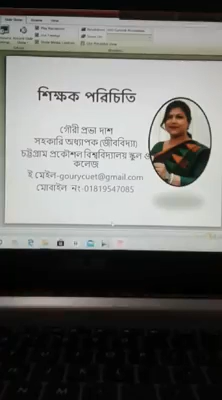 শিক্ষক পরিচিতি
গৌরী প্রভা দাশ
সহকারি অধ্যাপক (জীববিদ্যা)
চট্টগ্রাম প্রকৌশল বিশ্ববিদ্যালয় স্কুল ও
কলেজ
ই মেইল-gourycuet@gmail.com
মোবাইল নং-01819547085